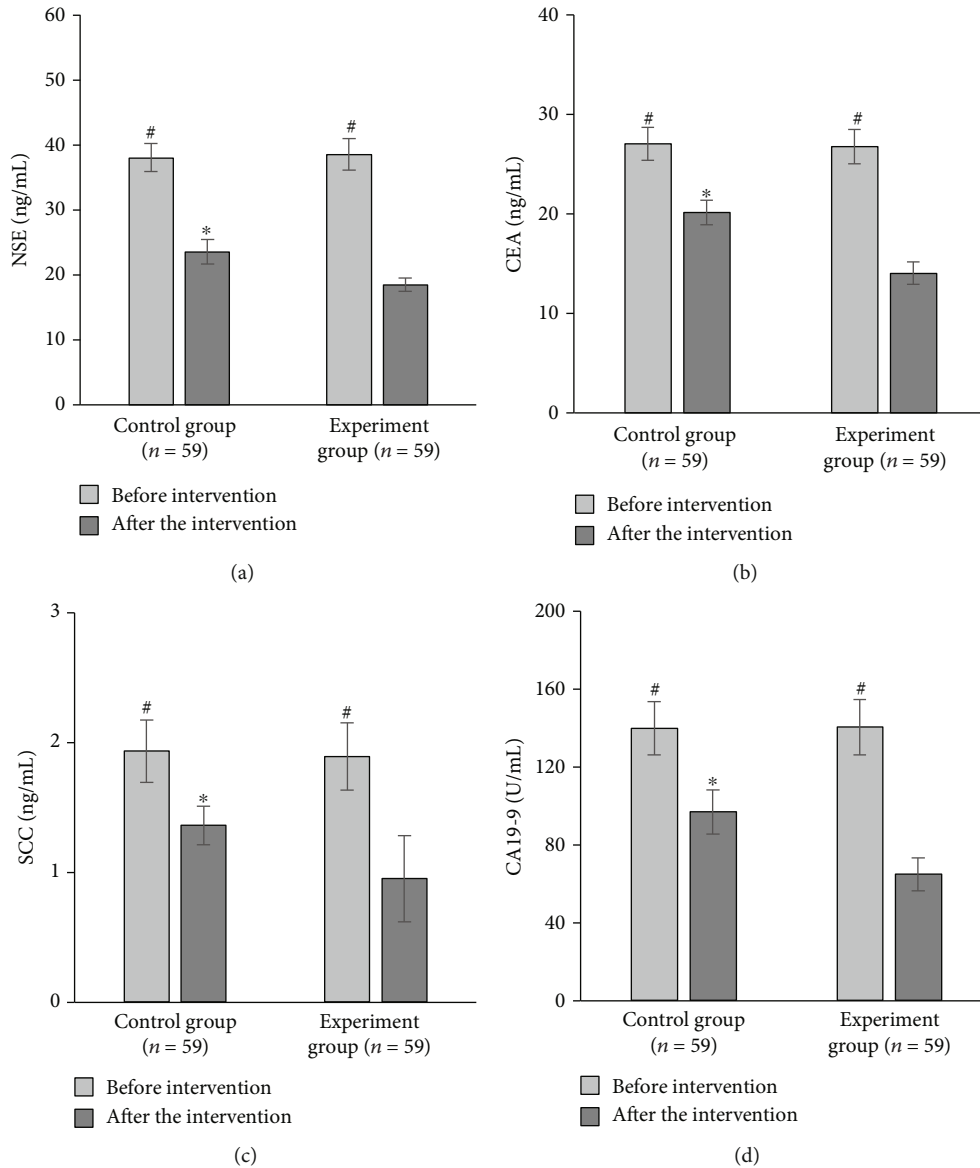 60
50
40
30
20
10
0
NSE (ng/mL)
#
*
#
Control group
(n = 59)
Experiment
group (n = 59)
Before intervention
After the intervention
(a)
40
30
20
10
0
CEA (ng/mL)
#
*
#
Control group
(n = 59)
Experiment
group (n = 59)
Before intervention
After the intervention
(b)
3
2
1
0
SCC (ng/mL)
#
*
#
Control group
(n = 59)
Experiment
group (n = 59)
Before intervention
After the intervention
(c)
200
160
120
80
40
0
CA19-9 (U/mL)
#
*
#
Control group
(n = 59)
Experiment
group (n = 59)
Before intervention
After the intervention
(d)